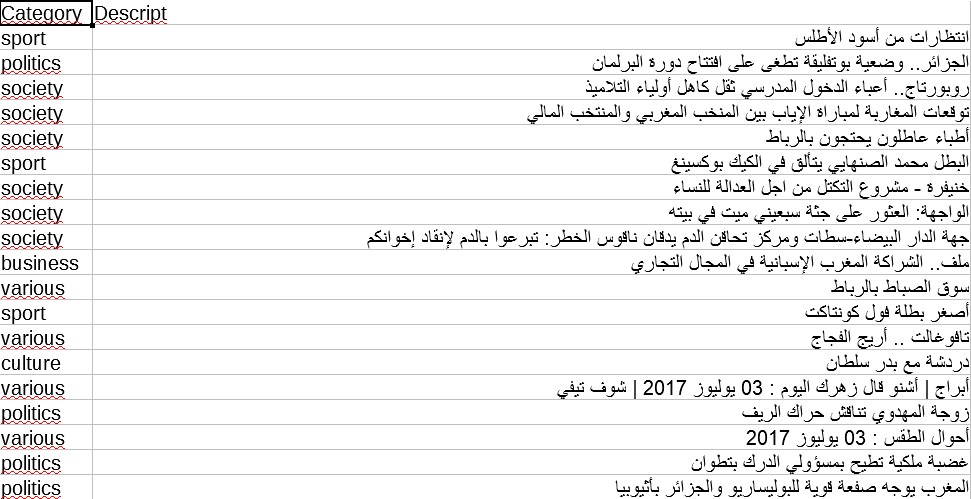 Category Descript
sport انتظارات من أسود الأطلس
politics الجزائر.. وضعية بوتفليقة تطغى على افتتاح دورة البرلمان
society روبورتاج.. أعباء الدخول المدرسي ثقل كاهل أولياء التلاميذ
society توقعات المغاربة لمباراة الإياب بين المنخب المغربي والمنتخب المالي
society أطباء عاطلون يحتجون بالرباط
sport البطل محمد الصنهايي يتألق في الكيك بوكسينغ
society خنيفرة - مشروع التكتل من اجل العدالة للنساء
society الواجهة: العثور على جثة سبعيني ميت في بيته
society جهة الدار البيضاء-سطات ومركز تحاقن الدم يدقان ناقوس الخطر: تبرعوا بالدم لإنقاد إخوانكم
business ملف.. الشراكة المغرب الإسبانية في المجال التجاري
various سوق الصباط بالرباط
sport أصغر بطلة فول كونتاكت
various تافوغالت .. أريج الفجاج
culture دردشة مع بدر سلطان
various أبراج | أشنو قال زهرك اليوم : 03 يوليوز 2017 | شوف تيفي
politics زوجة المهدوي تناقش حراك الريف
various أحوال الطقس : 03 يوليوز 2017
politics غضبة ملكية تطيح بمسؤولي الدرك بتطوان
politics المغرب يوجه صفعة قوية للبوليساريو والجزائر بأثيوبيا